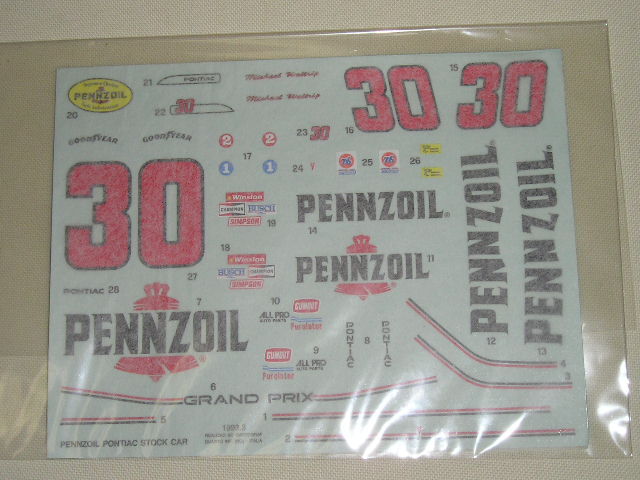 PENNZOIL
20
21
PONTIAC
22
30
Michael Waltrip
Michael Waltrip
30
16
15
30
GOODYEAR
GOODYEAR
2
2
17
1
1
23
30
24
76
25
76
26
30
27
Winston
CHAMPION
BUSCH
SIMPSON
19
18
Winston
BUSCH
CHAMPION
SIMPSON
PENNZOIL
14
PENNZOIL
11
PENNZOIL
12
PENNZOIL
13
PONTIAC 28
7
PENNZOIL
10
GUMOUT
ALL PRO
AUTO PARTS
Purolator
GUMOUT
9
ALL PRO
AUTO PARTS
Purolator
PONTIAC
8
PONTIAC
4
3
6
GRAND PRIX
5
1
2
PENNZOIL PONTIAC STOCK CAR